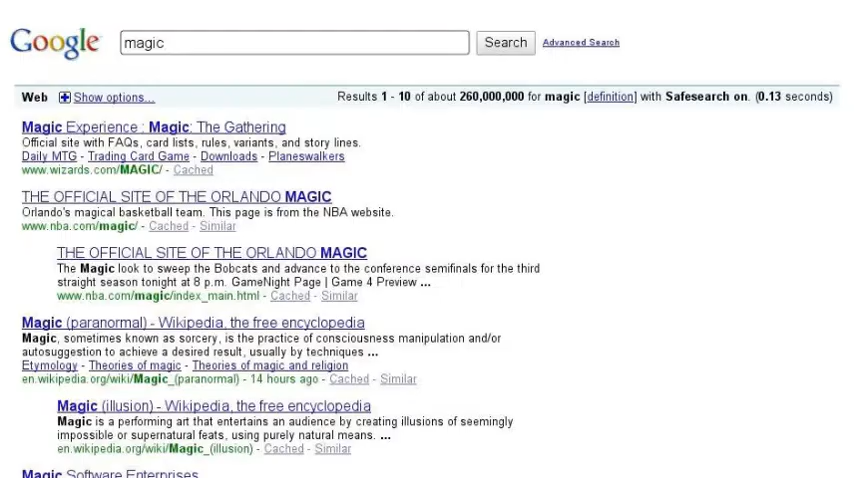 Google magic Search Advanced Search
Web Show options... Results 1 - 10 of about 260,000,000 for magic [definition] with Safesearch on. (0.13 seconds)
Magic Experience : Magic: The Gathering
Official site with FAQs, card lists, rules, variants, and story lines.
Daily MTG - Trading Card Game - Downloads - Planeswalkers
www.wizards.com/MAGIC/ - Cached
THE OFFICIAL SITE OF THE ORLANDO MAGIC
Orlando's magical basketball team. This page is from the NBA website.
www.nba.com/magic/ - Cached - Similar
THE OFFICIAL SITE OF THE ORLANDO MAGIC
The Magic look to sweep the Bobcats and advance to the conference semifinals for the third
straight season tonight at 8 p.m. GameNight Page | Game 4 Preview ...
www.nba.com/magic/index_main.html - Cached - Similar
Magic (paranormal) - Wikipedia, the free encyclopedia
Magic, sometimes known as sorcery, is the practice of consciousness manipulation and/or
autosuggestion to achieve a desired result, usually by techniques ...
Etymology - Theories of magic - Theories of magic and religion
en.wikipedia.org/wiki/Magic_(paranormal) - 14 hours ago - Cached - Similar
Magic (illusion) - Wikipedia, the free encyclopedia
Magic is a performing art that entertains an audience by creating illusions of seemingly
impossible or supernatural feats, using purely natural means. ...
en.wikipedia.org/wiki/Magic_(illusion) - Cached - Similar
Magic Software Enterprises